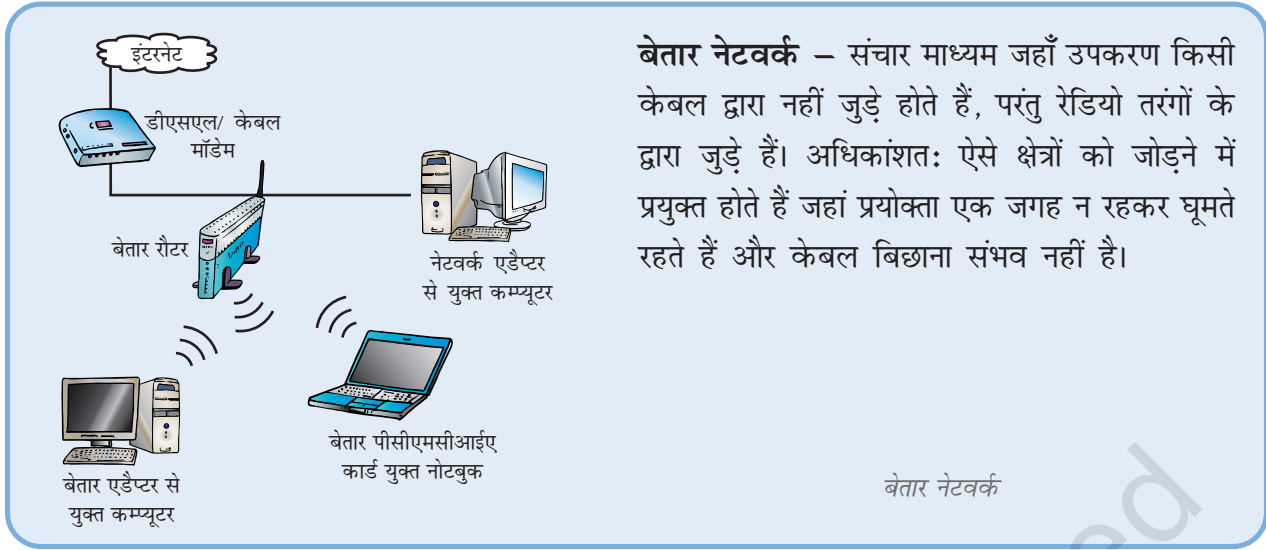 इंटरनेट
डीएसएल/ केबल
मॉडेम
बेतार रौटर
नेटवर्क एडैप्टर
से युक्त कम्प्यूटर
बेतार पीसीएमसीआईए
कार्ड युक्त नोटबुक
बेतार एडैप्टर से
युक्त कम्प्यूटर
बेतार नेटवर्क – संचार माध्यम जहाँ उपकरण किसी
केबल द्वारा नहीं जुड़े होते हैं, परंतु रेडियो तरंगों के
द्वारा जुड़े हैं। अधिकांशत: ऐसे क्षेत्रों को जोड़ने में
प्रयुक्त होते हैं जहां प्रयोक्ता एक जगह न रहकर घूमते
रहते हैं और केबल बिछाना संभव नहीं है।
बेतार नेटवर्क